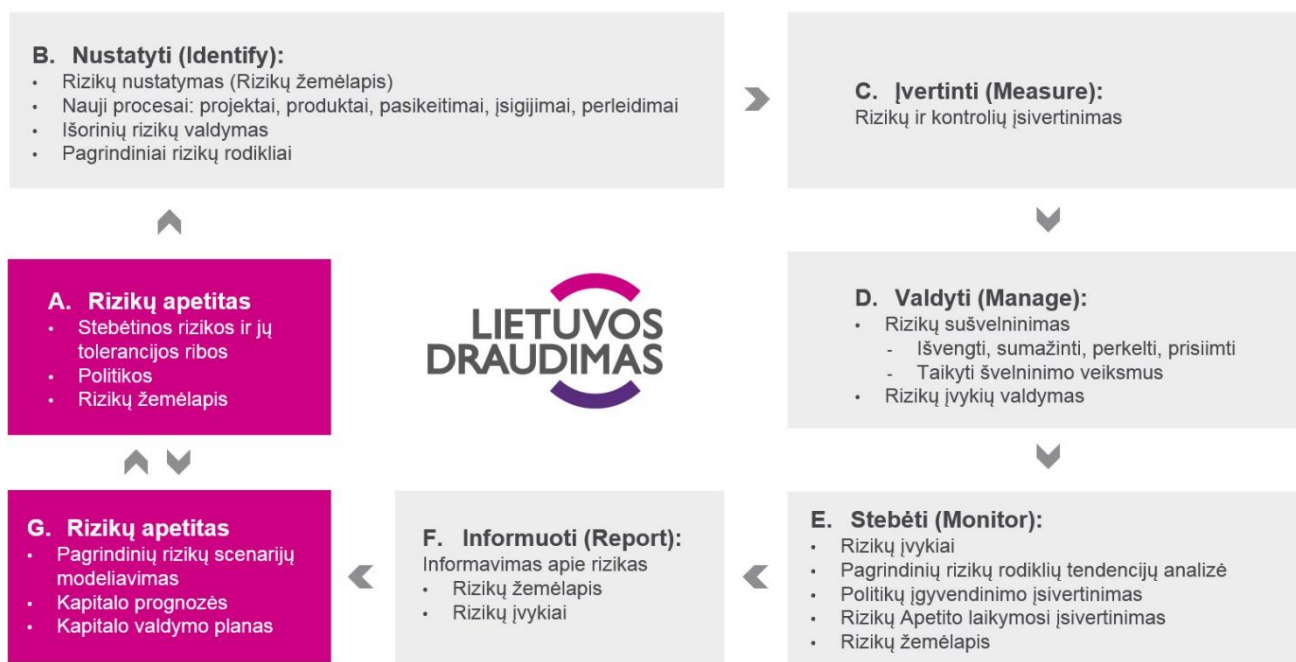 B. Nustatyti (Identify):
• Rizikų nustatymas (Rizikų žemėlapis)
• Nauji procesai: projektai, produktai, pasikeitimai, įsigijimai, perleidimai
• Išorinių rizikų valdymas
• Pagrindiniai rizikų rodikliai
C. Įvertinti (Measure):
Rizikų ir kontrolių įsivertinimas
A. Rizikų apetitas
• Stebėtinos rizikos ir jų
tolerancijos ribos
• Politikos
• Rizikų žemėlapis
LIETUVOS
DRAUDIMAS
D. Valdyti (Manage):
• Rizikų sušvelninimas
- Išvengti, sumažinti, perkelti, prisiimti
- Taikyti švelninimo veiksmus
• Rizikų įvykių valdymas
G. Rizikų apetitas
• Pagrindinių rizikų scenarijų
modeliavimas
• Kapitalo prognozės
• Kapitalo valdymo planas
F. Informuoti (Report):
Informavimas apie rizikas
• Rizikų žemėlapis
• Rizikų įvykiai
E. Stebėti (Monitor):
• Rizikų įvykiai
• Pagrindinių rizikų rodiklių tendencijų analizė
• Politikų įgyvendinimo įsivertinimas
• Rizikų Apetito laikymosi įsivertinimas
• Rizikų žemėlapis